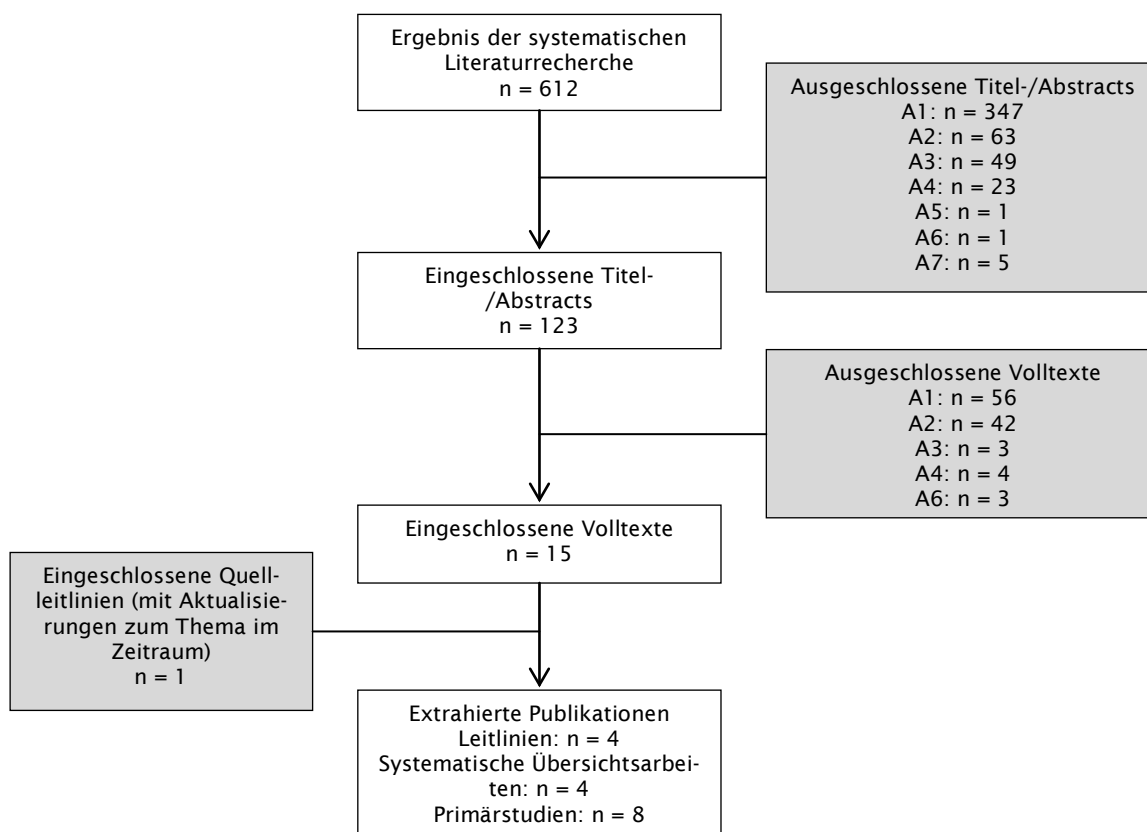 Ergebnis der systematischen
Literaturrecherche
n = 612
Ausgeschlossene Titel-/Abstracts
A1: n = 347
A2: n = 63
A3: n = 49
A4: n = 23
A5: n = 1
A6: n = 1
A7: n = 5
Eingeschlossene Titel-
/Abstracts
n = 123
Ausgeschlossene Volltexte
A1: n = 56
A2: n = 42
A3: n = 3
A4: n = 4
A6: n = 3
Eingeschlossene Volltexte
n = 15
Eingeschlossene Quell-
leitlinien (mit Aktualisie-
rungen zum Thema im
Zeitraum)
n = 1
Extrahierte Publikationen
Leitlinien: n = 4
Systematische Übersichtsarbei-
ten: n = 4
Primärstudien: n = 8